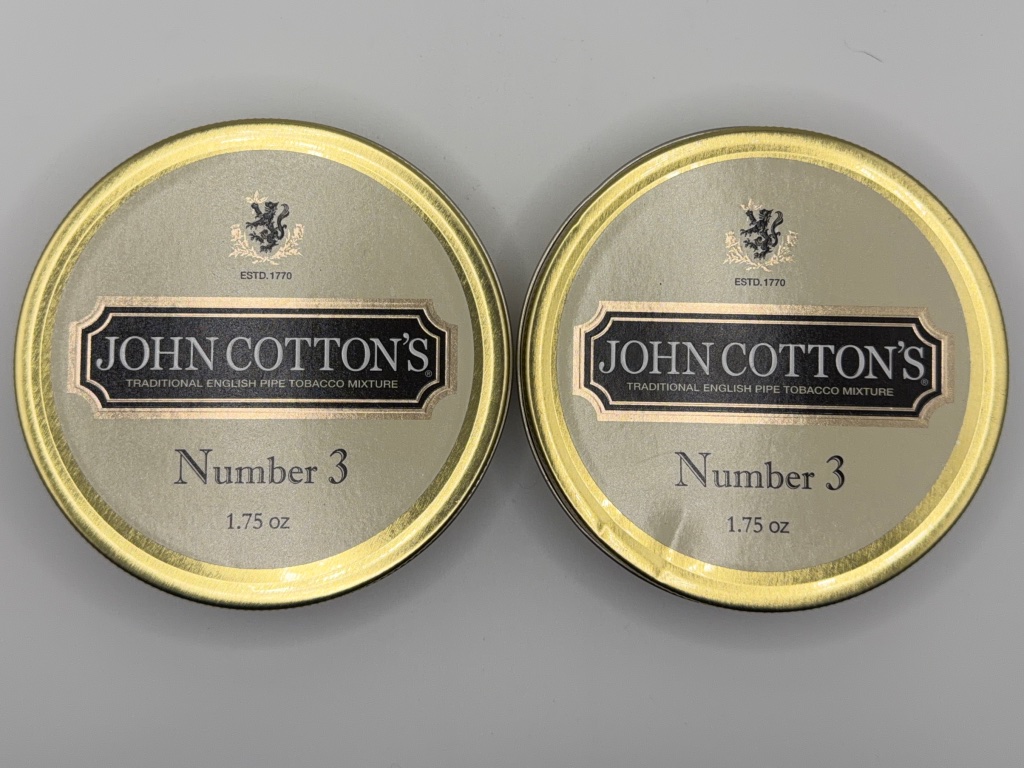 ESTD.1770
JOHN COTTON'S®
TRADITIONAL ENGLISH PIPE TOBACCO MIXTURE
Number 3
1.75 oz
ESTD.1770
JOHN COTTON'S®
TRADITIONAL ENGLISH PIPE TOBACCO MIXTURE
Number 3
1.75 oz